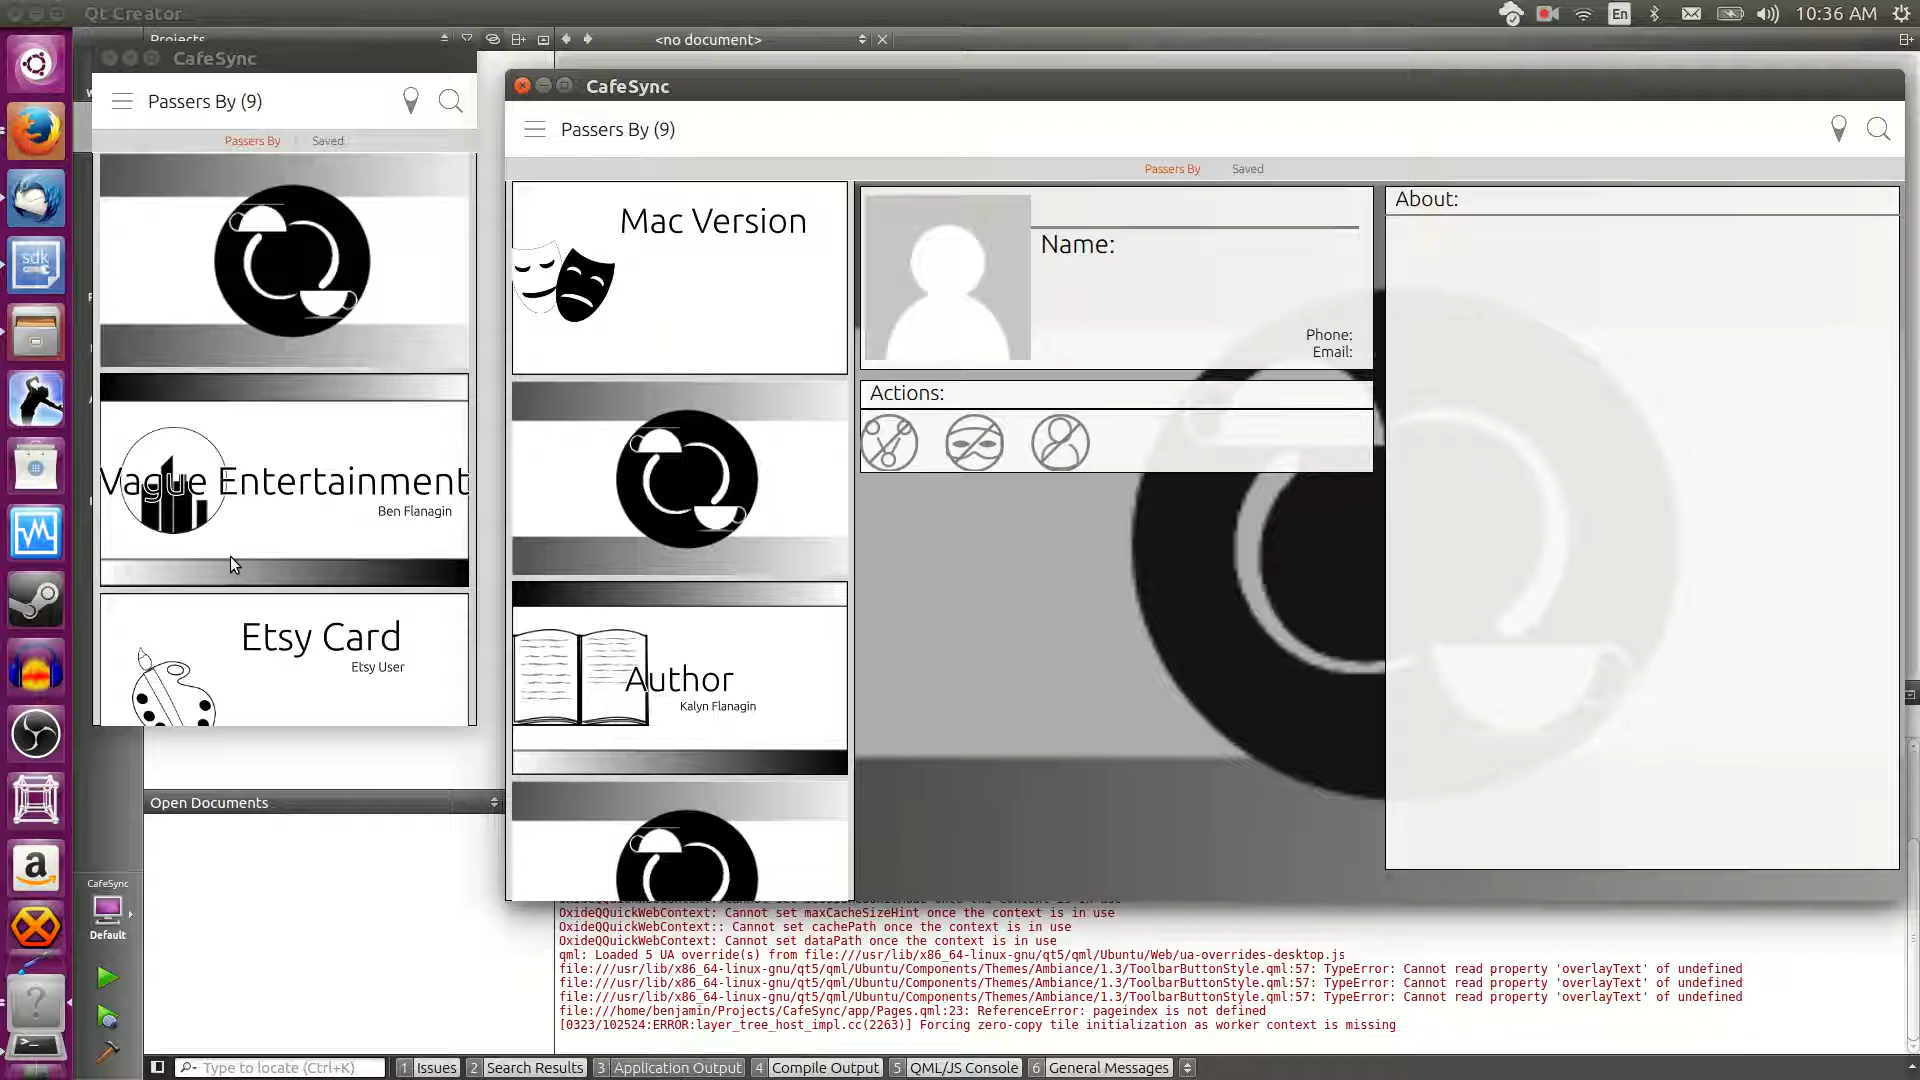 Qt Creator
En
10:36 AM
Projects
<no document>
CafeSync
Passers By (9)
Passers By
Saved
Vague Entertainment
Ben Flanagin
Etsy Card
Etsy User
CafeSync
Passers By (9)
Passers By
Saved
Mac Version
Author
Kalyn Flanagin
Name:
Phone:
Email:
Actions:
About:
sdk
Open Documents
CafeSync
Default
OxideQQuickWebContext: Cannot set maxCacheSizeHint once the context is in use
OxideQQuickWebContext:: Cannot set cachePath once the context is in use
OxideQQuickWebContext: Cannot set dataPath once the context is in use
qml: Loaded 5 UA override(s) from file:///usr/lib/x86_64-linux-gnu/qt5/qml/Ubuntu/Web/ua-overrides-desktop.js
file:///usr/lib/x86_64-linux-gnu/qt5/qml/Ubuntu/Components/Themes/Ambiance/1.3/ToolbarButtonStyle.qml:57: TypeError: Cannot read property 'overlayText' of undefined
file:///usr/lib/x86_64-linux-gnu/qt5/qml/Ubuntu/Components/Themes/Ambiance/1.3/ToolbarButtonStyle.qml:57: TypeError: Cannot read property 'overlayText' of undefined
file:///usr/lib/x86_64-linux-gnu/qt5/qml/Ubuntu/Components/Themes/Ambiance/1.3/ToolbarButtonStyle.qml:57: TypeError: Cannot read property 'overlayText' of undefined
file:///home/benjamin/Projects/CafeSync/app/Pages.qml:23: ReferenceError: pageindex is not defined
[0323/102524:ERROR:layer_tree_host_impl.cc(2263)] Forcing zero-copy tile initialization as worker context is missing
Type to locate (Ctrl+K)
1 Issues
2 Search Results
3 Application Output
4 Compile Output
5 QML/JS Console
6 General Messages